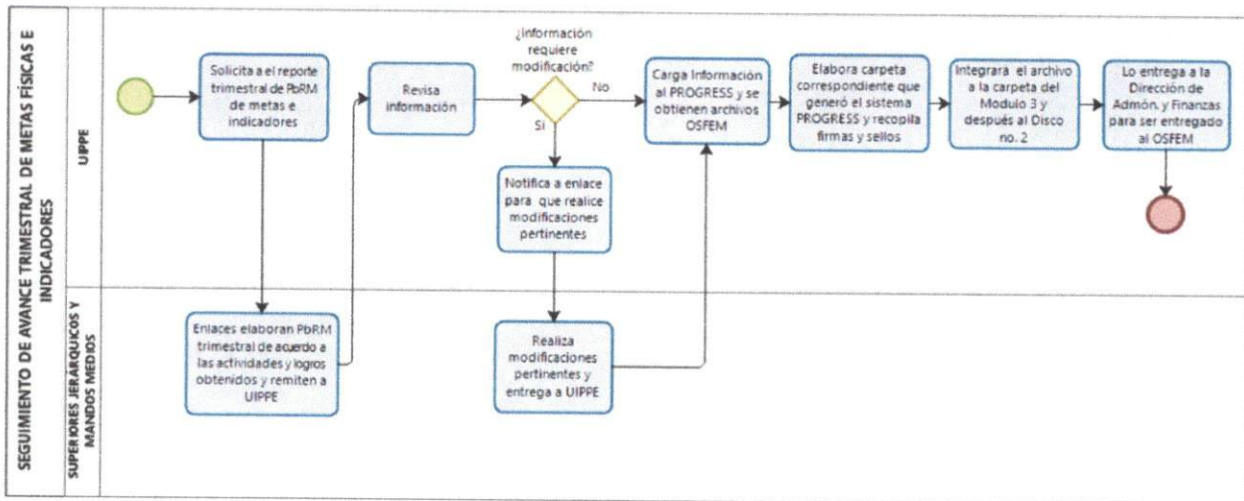 SEGUIMIENTO DE AVANCE TRIMESTRAL DE METAS FÍSICAS E
INDICADORES
UIPPE
Solicita a el reporte
trimestral de PbRM
de metas e
indicadores
Revisa
información
¿Información
requiere
modificación?
No
Si
Carga Información
al PROGRESS y se
obtienen archivos
OSFEM
Elabora carpeta
correspondiente que
generó el sistema
PROGRESS y recopila
firmas y sellos
Integrará el archivo
a la carpeta del
Modulo 3 y
después al Disco
no. 2
Lo entrega a la
Dirección de
Admón. y Finanzas
para ser entregado
al OSFEM
Notifica a enlace
para que realice
modificaciones
pertinentes
SUPERIORES JERÁRQUICOS Y
MANDOS MEDIOS
Enlaces elaboran PbRM
trimestral de acuerdo a
las actividades y logros
obtenidos y remiten a
UIPPE
Realiza
modificaciones
pertinentes y
entrega a UIPPE